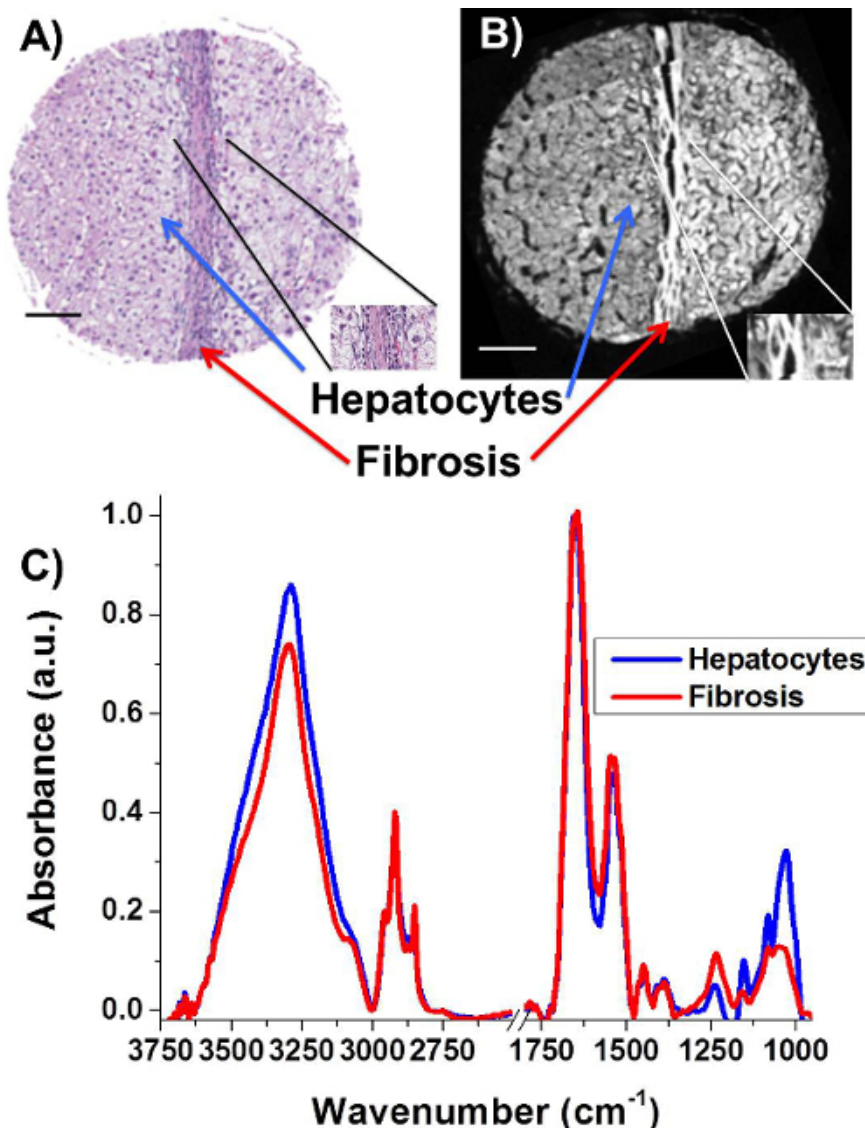 A)
B)
Hepatocytes
Fibrosis
C)
1.0
0.8
0.6
0.4
0.2
0.0
Absorbance (a.u.)
Hepatocytes
Fibrosis
3750 3500 3250 3000 2750 1750 1500 1250 1000
Wavenumber (cm⁻¹)